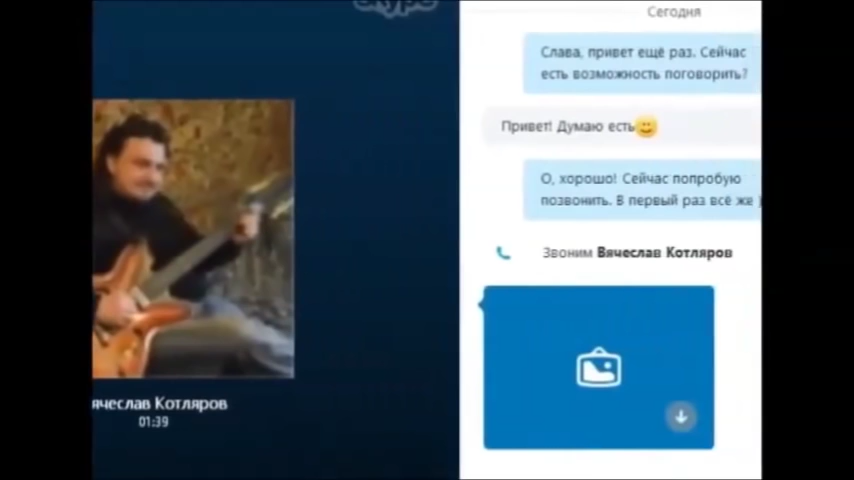 skype
Сегодня
Слава, привет ещё раз. Сейчас
есть возможность поговорить?
Привет! Думаю есть
О, хорошо! Сейчас попробую
позвонить. В первый раз всё же )
Звоним Вячеслав Котляров
ячеслав Котляров
01:39